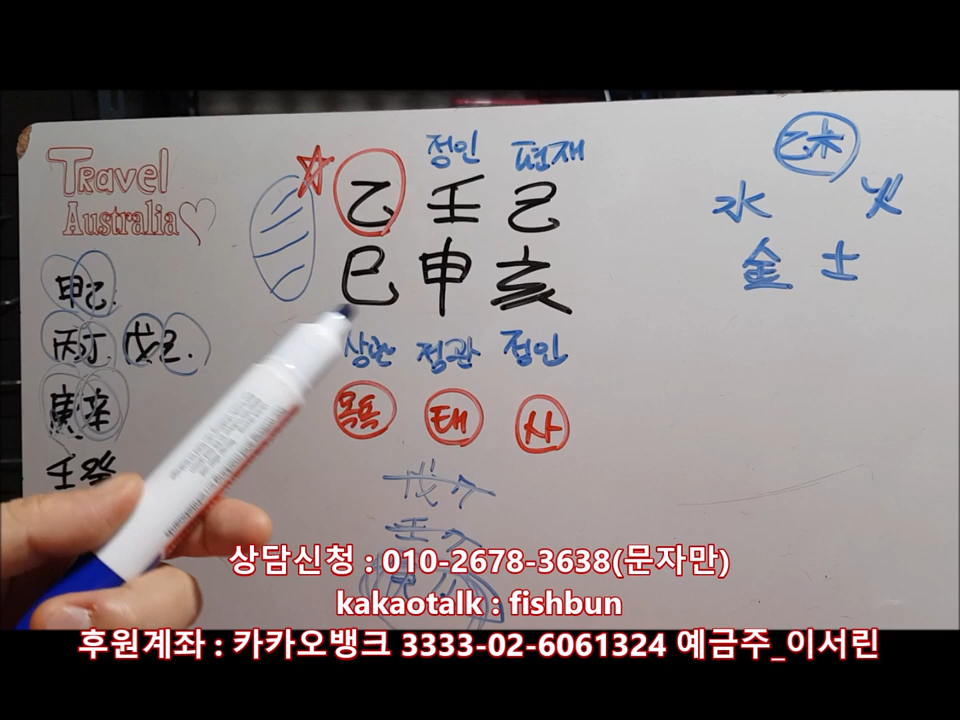 Travel
Australia
甲乙.
丙丁. 戊己.
庚辛
壬癸
정인 편재
乙 壬 己
巳 申 亥
상관 정관 정인
목욕 태 사
乙木
水 火
金 土
상담신청 : 010-2678-3638(문자만)
kakaotalk : fishbun
후원계좌 : 카카오뱅크 3333-02-6061324 예금주_이서린